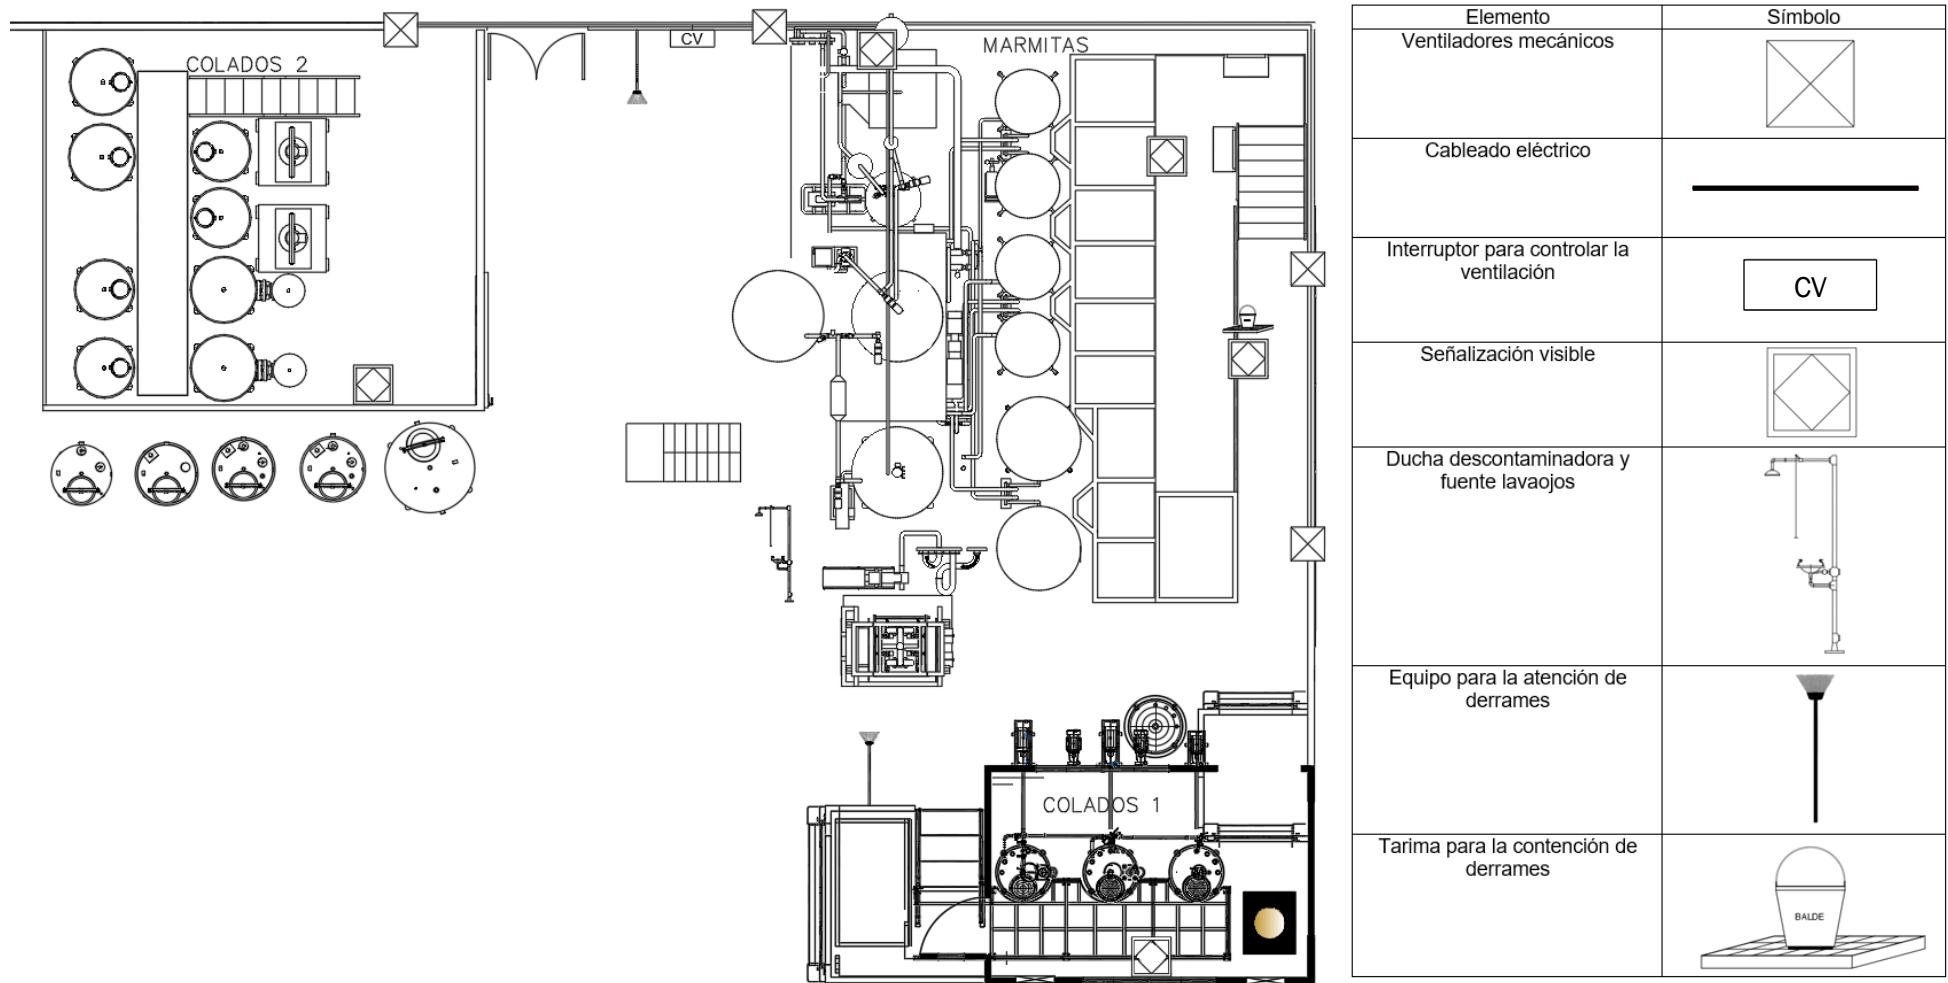 COLADOS 2
CV
MARMITAS
COLADOS 1
Elemento
Símbolo
Ventiladores mecánicos
Cableado eléctrico
Interruptor para controlar la
ventilación
CV
Señalización visible
Ducha descontaminadora y
fuente lavaojos
Equipo para la atención de
derrames
Tarima para la contención de
derrames
BALDE